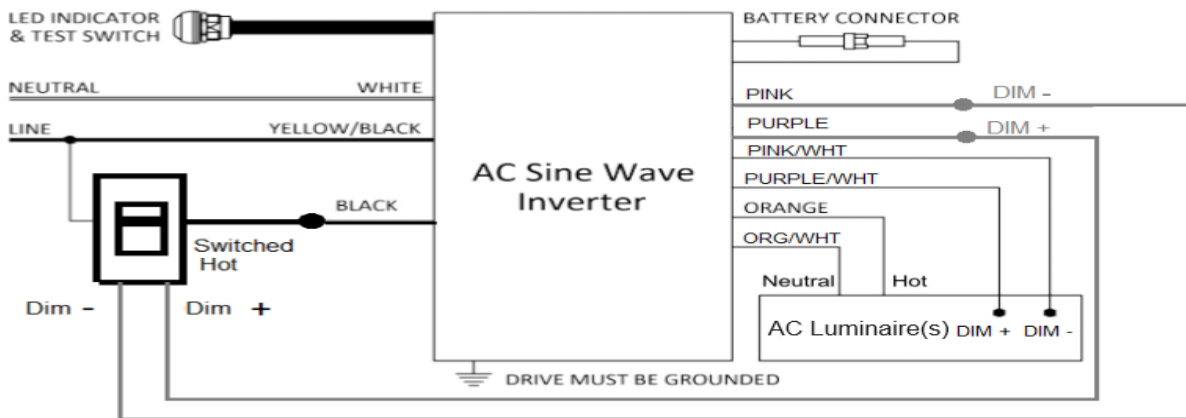 LED INDICATOR
& TEST SWITCH
BATTERY CONNECTOR
NEUTRAL
WHITE
LINE
YELLOW/BLACK
BLACK
Switched
Hot
Dim -
Dim +
AC Sine Wave
Inverter
PINK
DIM -
PURPLE
DIM +
PINK/WHT
PURPLE/WHT
ORANGE
ORG/WHT
Neutral
Hot
AC Luminaire(s)
DIM +
DIM -
DRIVE MUST BE GROUNDED